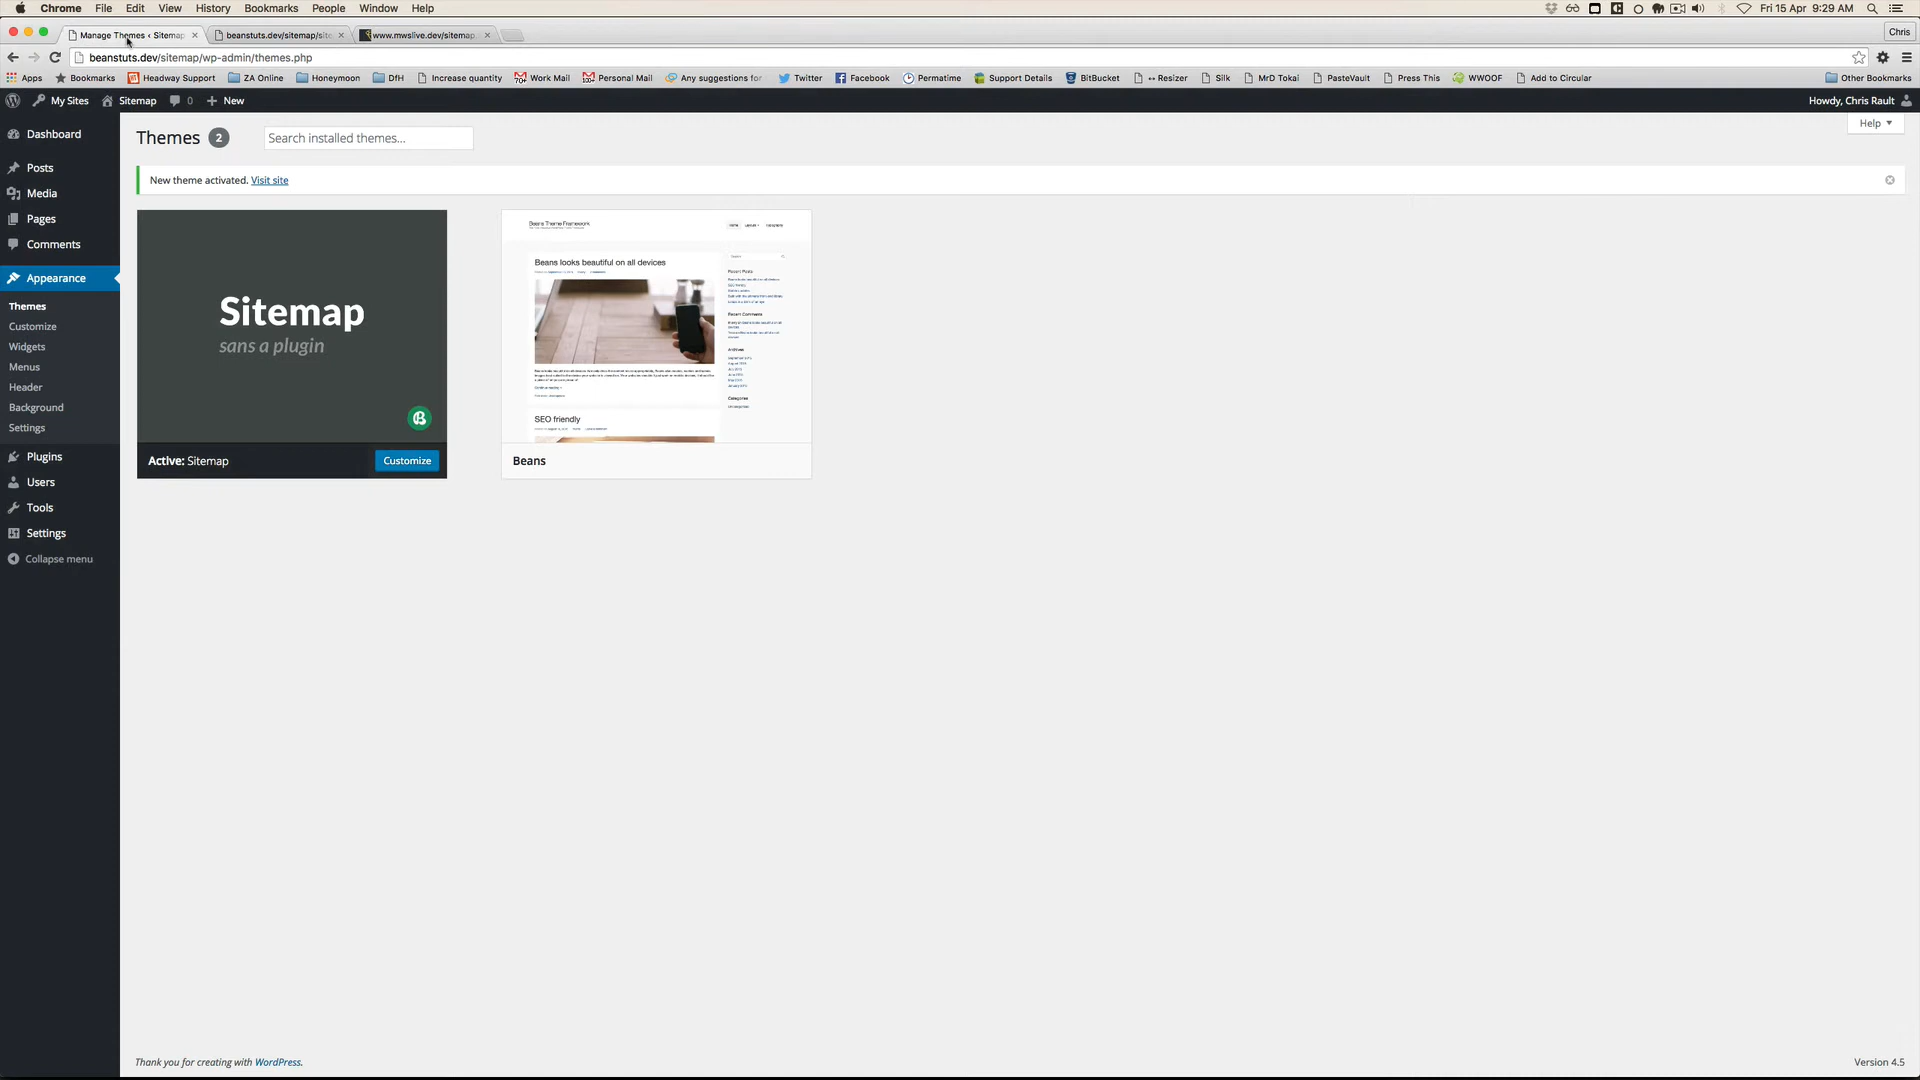 Chrome File Edit View History Bookmarks People Window Help
Fri 15 Apr 9:29 AM
Manage Themes ‹ Sitemap
beanstuts.dev/sitemap/site
www.mwslive.dev/sitemap
Chris
beanstuts.dev/sitemap/wp-admin/themes.php
Apps Bookmarks Headway Support ZA Online Honeymoon DfH Increase quantity Work Mail Personal Mail Any suggestions for Twitter Facebook Permatime Support Details BitBucket ↔ Resizer Silk MrD Tokai PasteVault Press This WWOOF Add to Circular Other Bookmarks
My Sites Sitemap 0 + New
Howdy, Chris Rault
Dashboard
Posts
Media
Pages
Comments
Appearance
Themes
Customize
Widgets
Menus
Header
Background
Settings
Plugins
Users
Tools
Settings
Collapse menu
Help ▼
Themes 2
Search installed themes...
New theme activated. Visit site
Sitemap
sans a plugin
Active: Sitemap
Customize
Beans Theme Framework
Beans looks beautiful on all devices
Recent Posts
Recent Comments
Archives
Categories
SEO friendly
Beans
Thank you for creating with WordPress.
Version 4.5